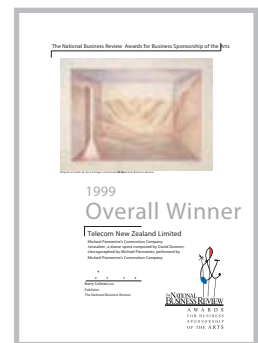 The National Business Review Awards for Business Sponsorship of the Arts
1999
Overall Winner
Telecom New Zealand Limited
Michael Parmenter's Commotion Company.
Jerusalem, a dance opera composed by David Downes,
choreographed by Michael Parmenter, performed by
Michael Parmenter's Commotion Company.
Barry Colman
Publisher
The National Business Review
THE NATIONAL
BUSINESS REVIEW
AWARDS
FOR BUSINESS
SPONSORSHIP
OF THE ARTS